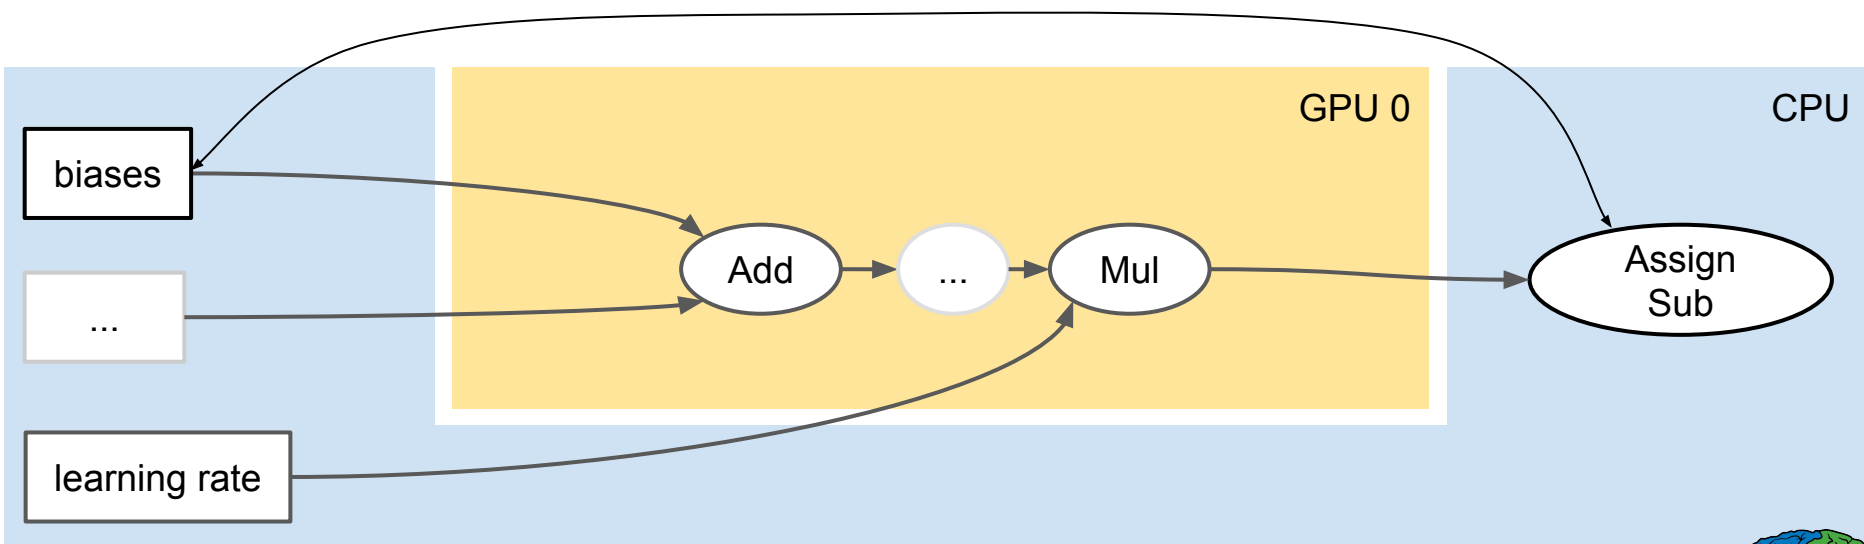 GPU 0
CPU
biases
Add
...
Mul
Assign
Sub
...
learning rate